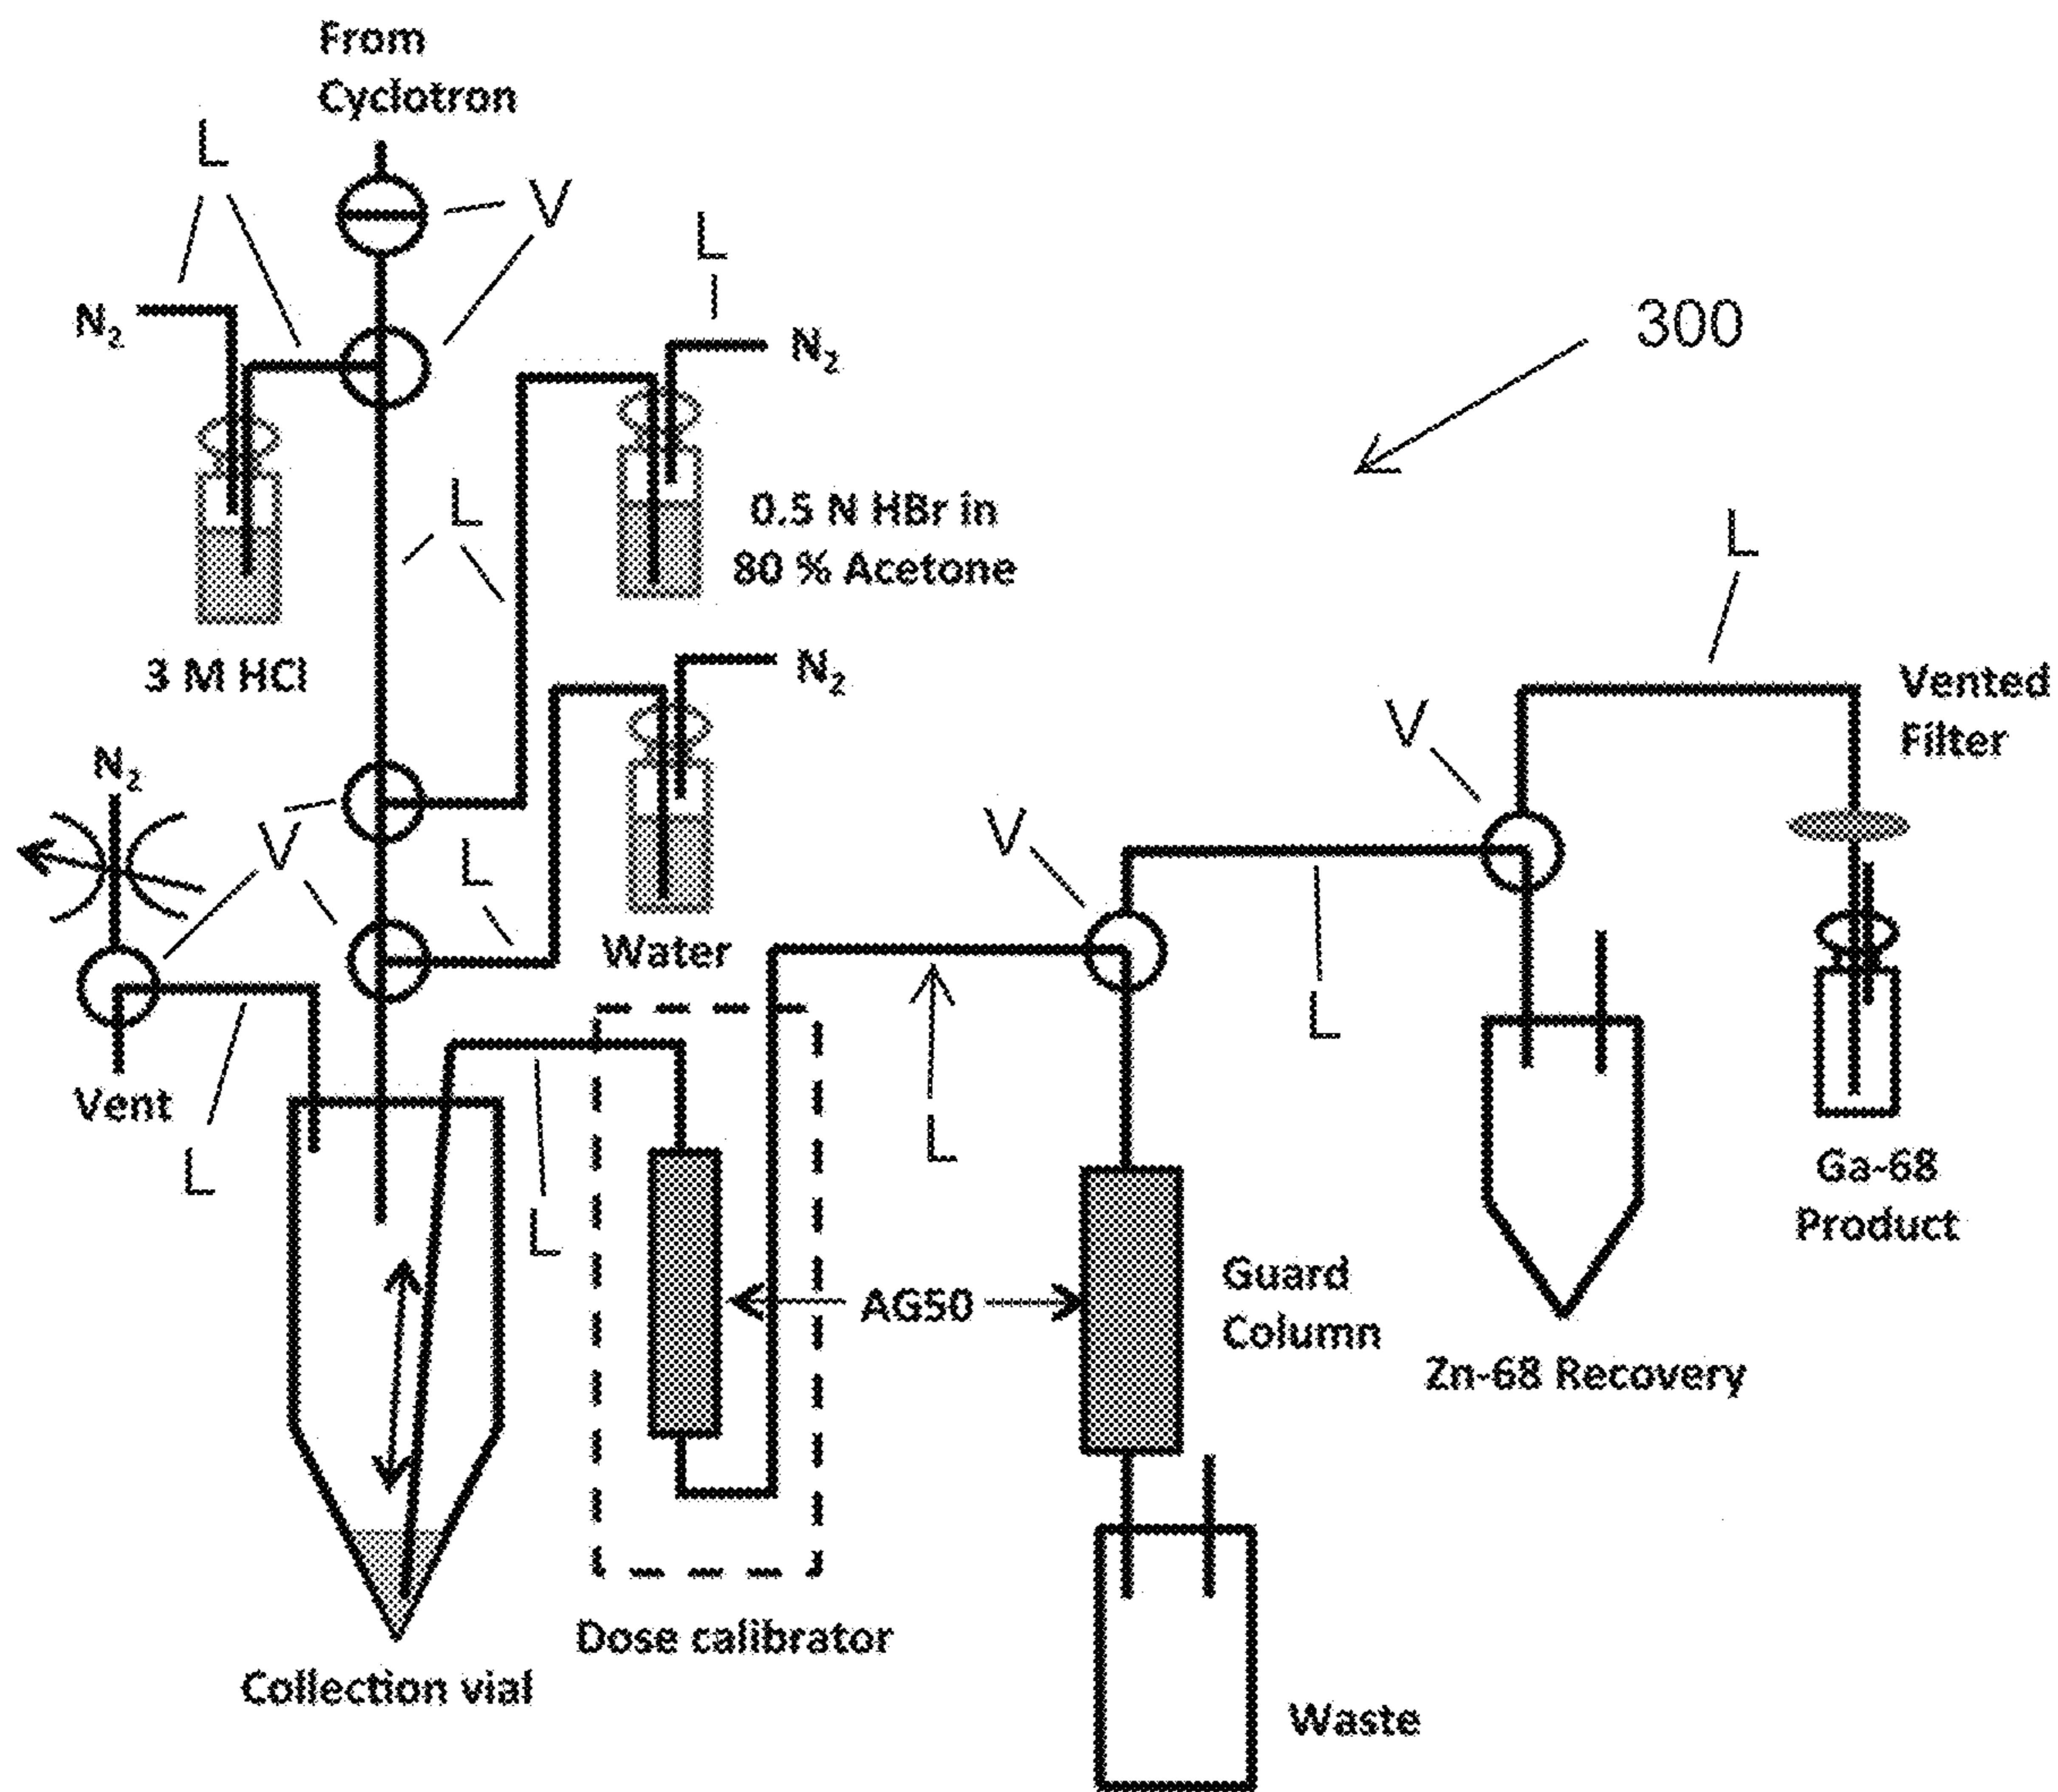 From
Cyclotron
L
V
L
N₂
N₂
300
L
0.5 N HBr in
80 % Acetone
L
3 M HCl
N₂
Vented
Filter
V
N₂
V
V
L
Water
L
Vent
L
L
L
Ga-68
Product
Guard
Column
AG50
Zn-68 Recovery
Dose calibrator
Collection vial
Waste